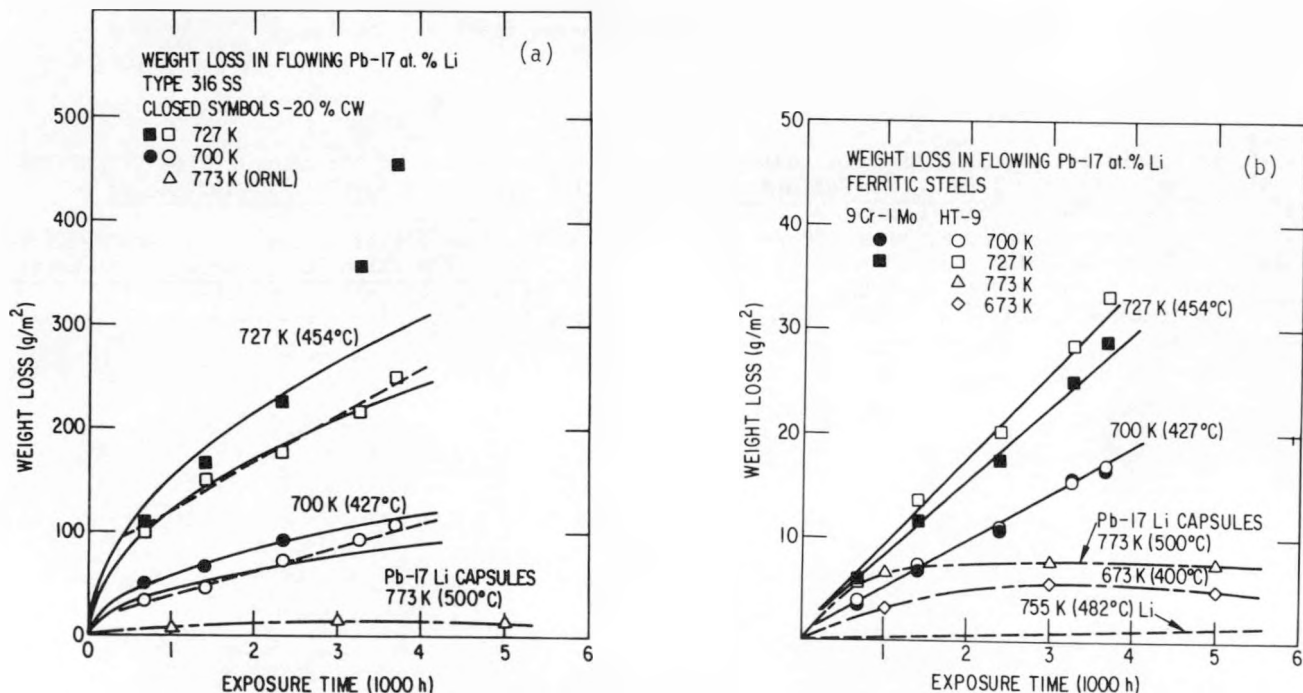 (a)
WEIGHT LOSS IN FLOWING Pb-17 at. % Li
TYPE 316 SS
CLOSED SYMBOLS-20 % CW
727 K
700 K
773 K (ORNL)
500
400
300
200
100
0
WEIGHT LOSS (g/m²)
727 K (454°C)
700 K (427°C)
Pb-17 Li CAPSULES
773 K (500°C)
0 1 2 3 4 5 6
EXPOSURE TIME (1000 h)
(b)
WEIGHT LOSS IN FLOWING Pb-17 at. % Li
FERRITIC STEELS
9 Cr-1 Mo HT-9
700 K
727 K
773 K
673 K
50
40
30
20
10
WEIGHT LOSS (g/m²)
727 K (454°C)
700 K (427°C)
Pb-17 Li CAPSULES
773 K (500°C)
673 K (400°C)
755 K (482°C) Li
1 2 3 4 5 6
EXPOSURE TIME (1000 h)